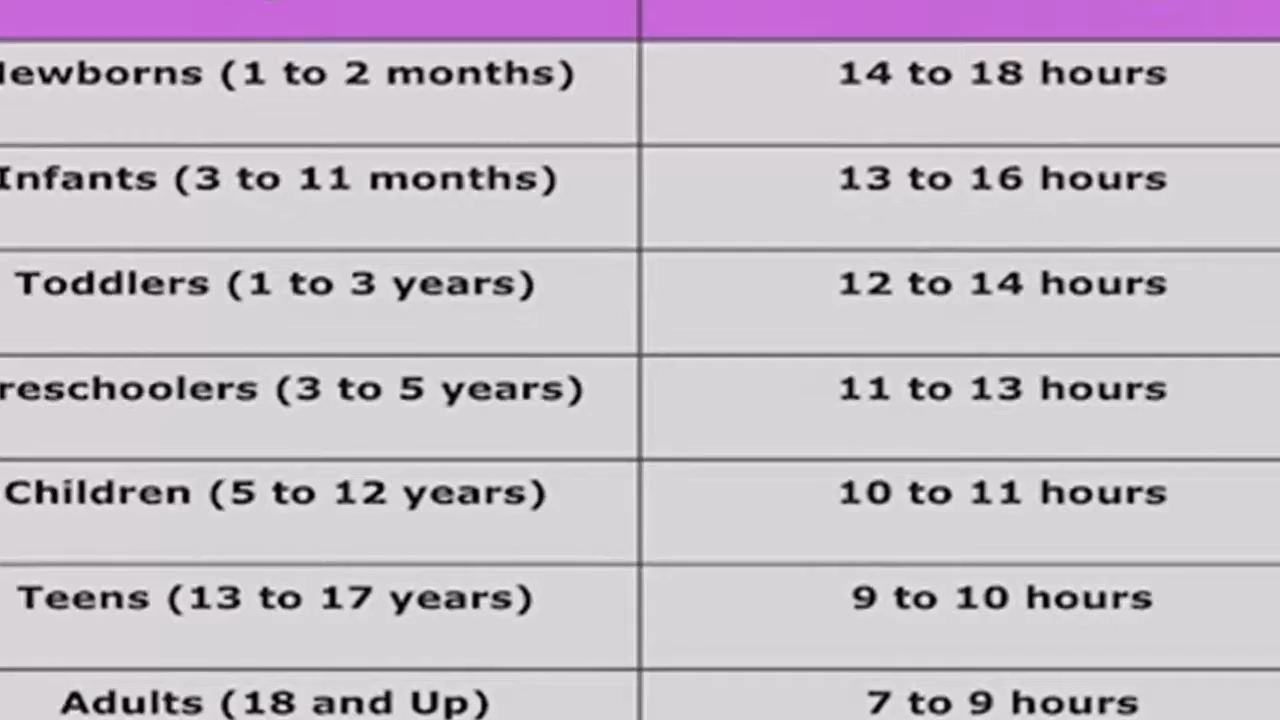 Newborns (1 to 2 months) 14 to 18 hours
Infants (3 to 11 months) 13 to 16 hours
Toddlers (1 to 3 years) 12 to 14 hours
reschoolers (3 to 5 years) 11 to 13 hours
Children (5 to 12 years) 10 to 11 hours
Teens (13 to 17 years) 9 to 10 hours
Adults (18 and Up) 7 to 9 hours